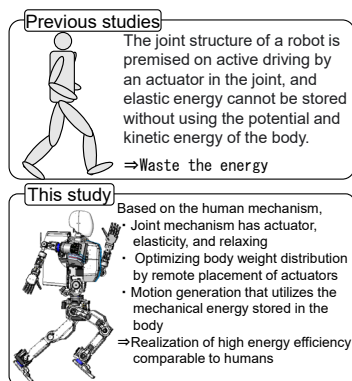 Previous studies
The joint structure of a robot is
premised on active driving by
an actuator in the joint, and
elastic energy cannot be stored
without using the potential and
kinetic energy of the body.
⇒Waste the energy
This study
Based on the human mechanism,
・Joint mechanism has actuator,
elasticity, and relaxing
・Optimizing body weight distribution
by remote placement of actuators
・Motion generation that utilizes the
mechanical energy stored in the
body
⇒Realization of high energy efficiency
comparable to humans